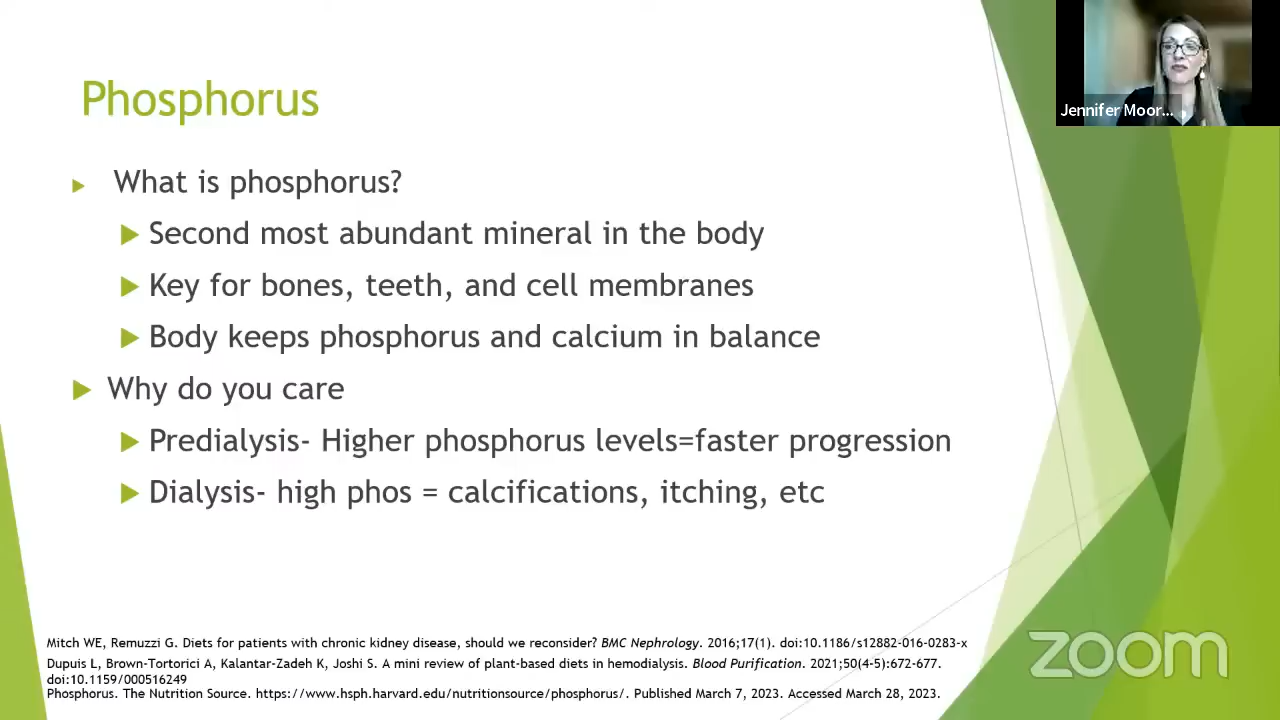 Phosphorus
What is phosphorus?
Second most abundant mineral in the body
Key for bones, teeth, and cell membranes
Body keeps phosphorus and calcium in balance
Why do you care
Predialysis- Higher phosphorus levels=faster progression
Dialysis- high phos = calcifications, itching, etc
Mitch WE, Remuzzi G. Diets for patients with chronic kidney disease, should we reconsider? BMC Nephrology. 2016;17(1). doi:10.1186/s12882-016-0283-x
Dupuis L, Brown-Tortorici A, Kalantar-Zadeh K, Joshi S. A mini review of plant-based diets in hemodialysis. Blood Purification. 2021;50(4-5):672-677.
doi:10.1159/000516249
Phosphorus. The Nutrition Source. https://www.hsph.harvard.edu/nutritionsource/phosphorus/. Published March 7, 2023. Accessed March 28, 2023.
Jennifer Moor...
zoom